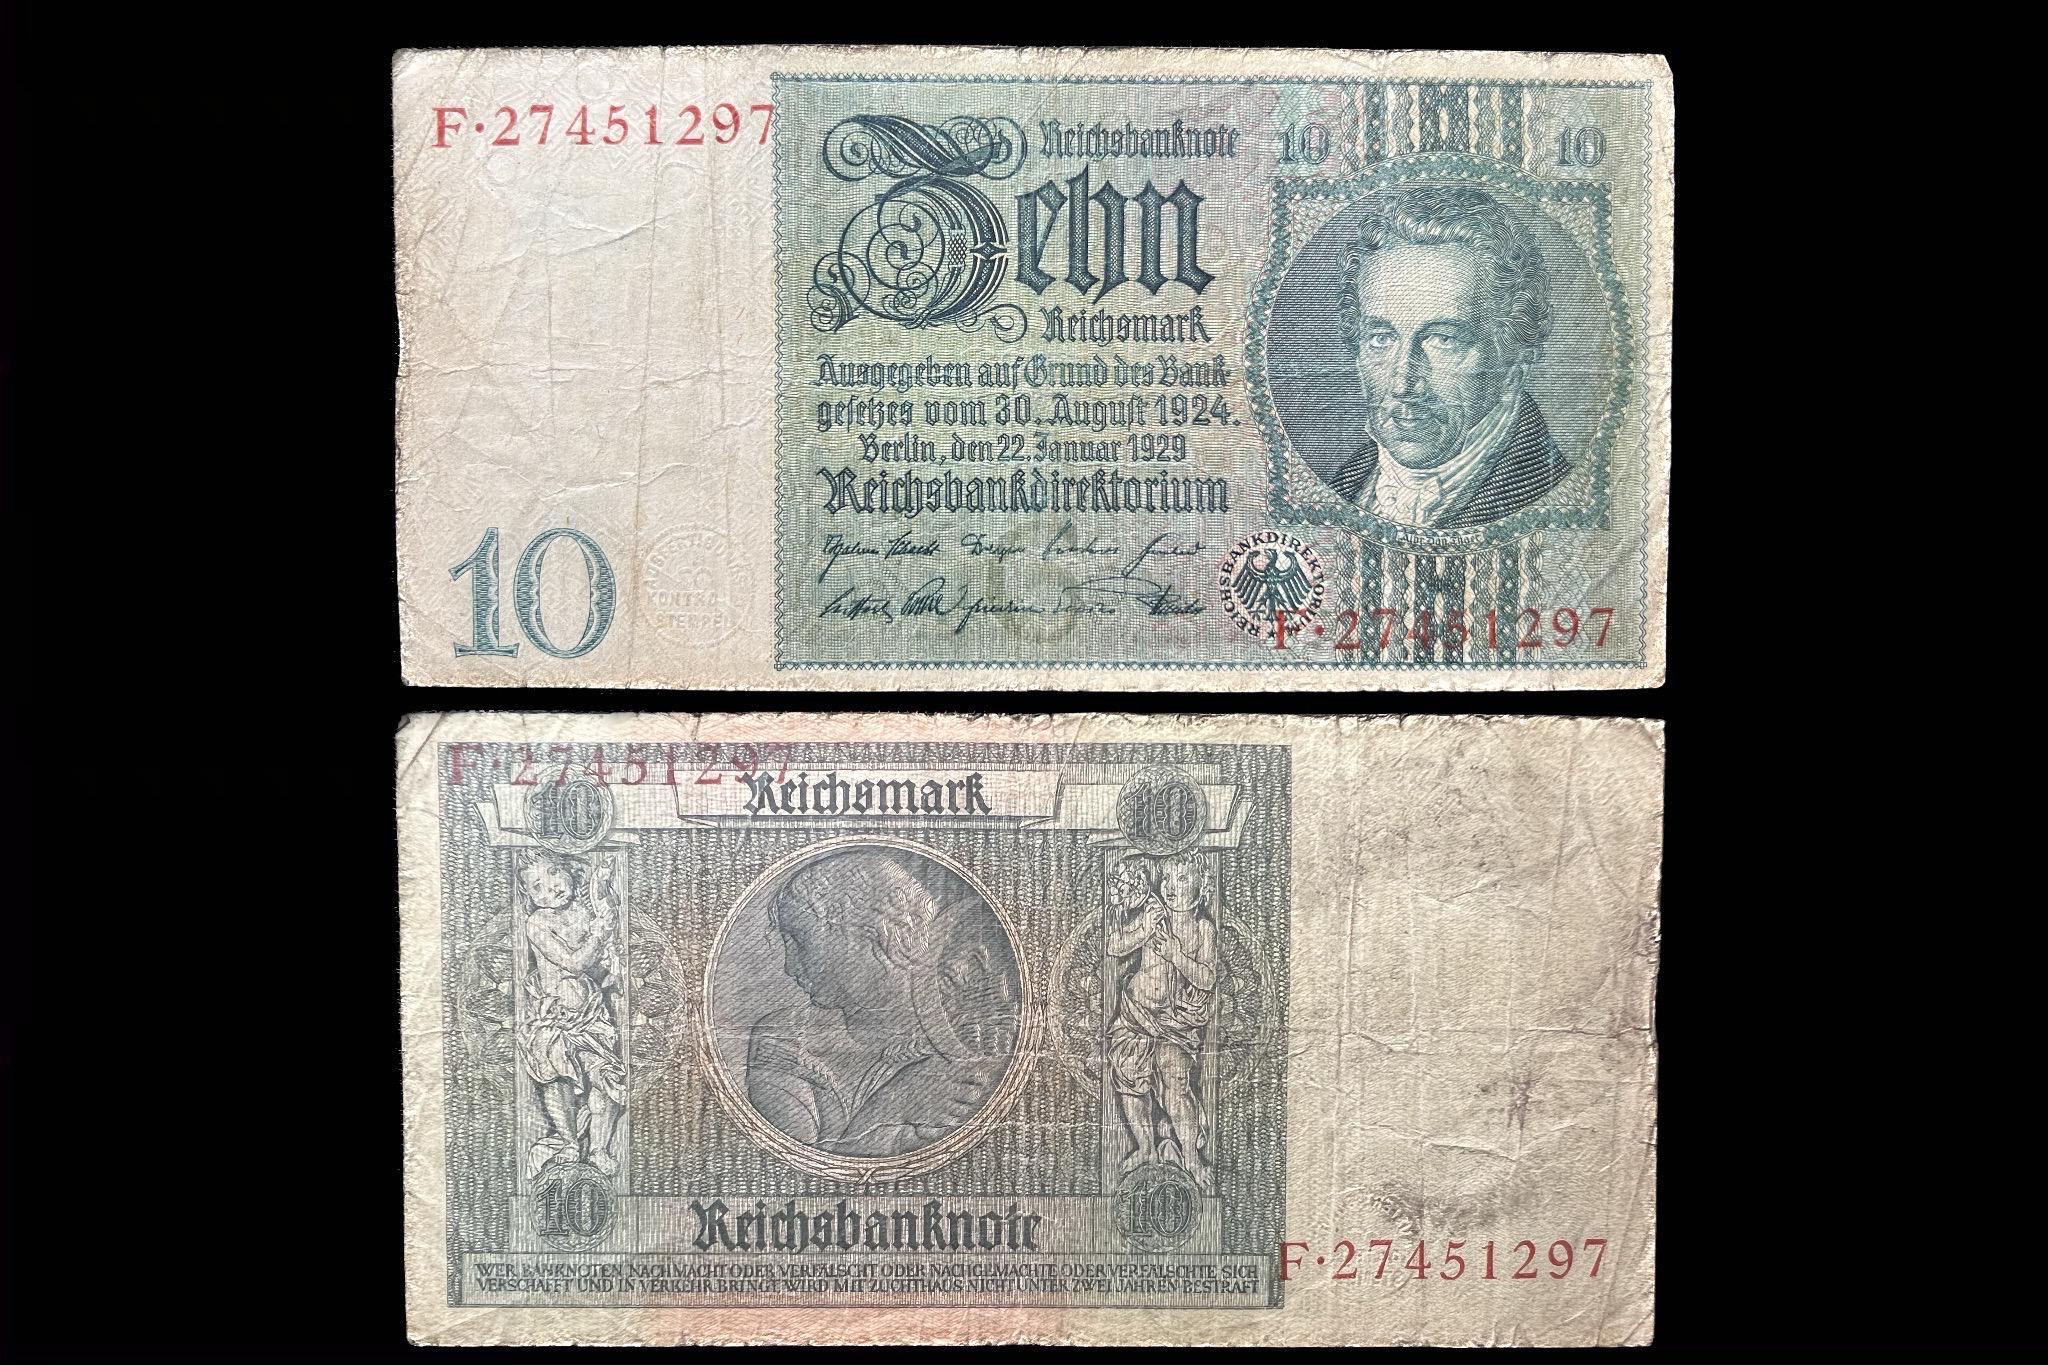 F·27451297
Reichsbanknote
10
10
Zehn
Reichsmark
Ausgegeben auf Grund des Bank-
gesetzes vom 30. August 1924.
Berlin, den 22. Januar 1929
Reichsbankdirektorium
REICHSBANKDIREKTORIUM
F·27451297
10
KONTROLL
STEMPEL
F·27451297
10
Reichsmark
10
10
Reichsbanknote
10
WER BANKNOTEN NACHMACHT ODER VERFÄLSCHT ODER NACHGEMACHTE ODER VERFÄLSCHTE SICH
VERSCHAFFT UND IN VERKEHR BRINGT WIRD MIT ZUCHTHAUS NICHT UNTER ZWEI JAHREN BESTRAFT
F·27451297